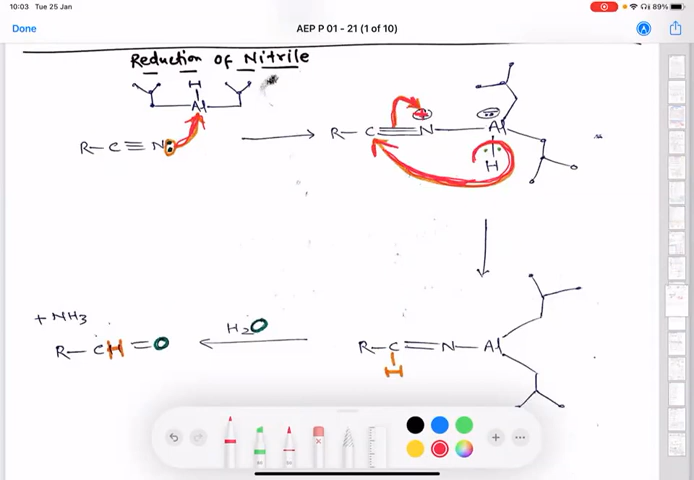 10:03 Tue 25 Jan
89%
Done
AEP P 01 - 21 (1 of 10)
Reduction of Nitrile
H
Al
R-C≡N:
R-C≡N-Al
H
+ NH3
H2O
R-CH=O
R-C=N-Al
H